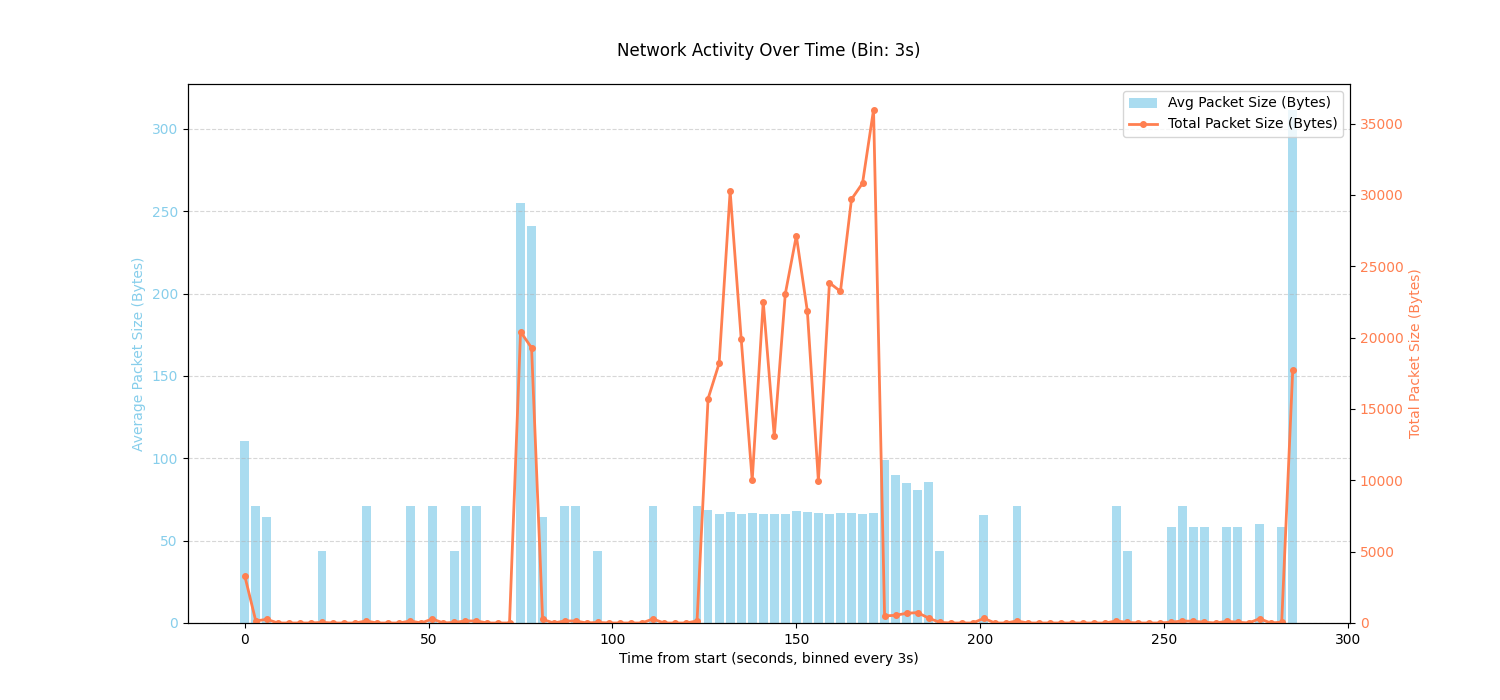 Network Activity Over Time (Bin: 3s)
Avg Packet Size (Bytes)
Total Packet Size (Bytes)
300
250
200
150
100
50
0
Average Packet Size (Bytes)
35000
30000
25000
20000
15000
10000
5000
0
Total Packet Size (Bytes)
0 50 100 150 200 250 300
Time from start (seconds, binned every 3s)